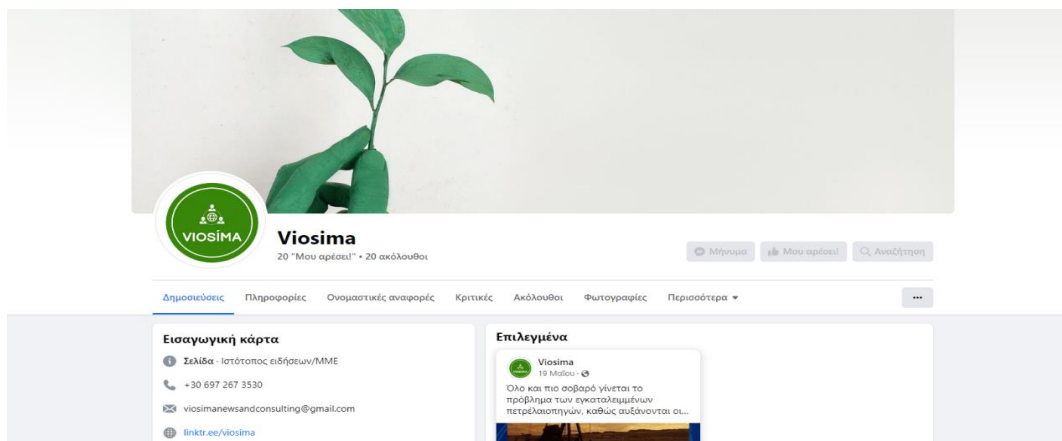 VIOSÍMA
Viosima
20 "Μου αρέσει!" • 20 ακόλουθοι
Μήνυμα
Μου αρέσει!
Αναζήτηση
Δημοσιεύσεις
Πληροφορίες
Ονομαστικές αναφορές
Κριτικές
Ακόλουθοι
Φωτογραφίες
Περισσότερα
Εισαγωγική κάρτα
Σελίδα · Ιστότοπος ειδήσεων/ΜΜΕ
+30 697 267 3530
viosimanewsandconsulting@gmail.com
linktr.ee/viosima
Επιλεγμένα
Viosima
19 Μαΐου ·
Όλο και πιο σοβαρό γίνεται το
πρόβλημα των εγκαταλειμμένων
πετρέλαιοπηγών, καθώς αυξάνονται οι...